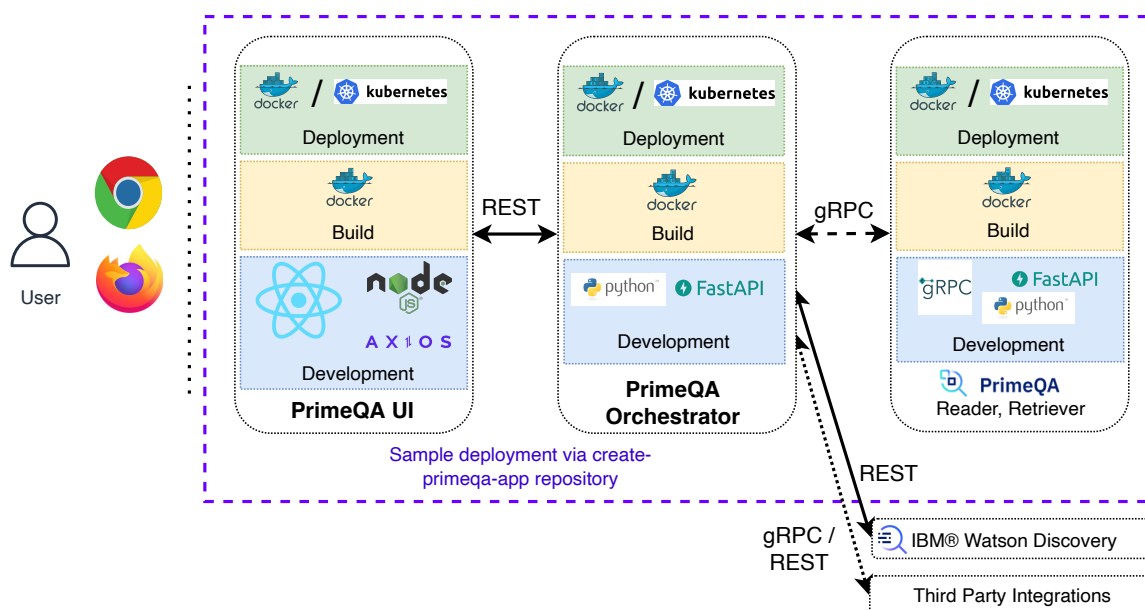 User
docker / kubernetes
Deployment
docker
Build
node
JS
AXIOS
Development
PrimeQA UI
REST
docker / kubernetes
Deployment
docker
Build
python™
FastAPI
Development
PrimeQA
Orchestrator
gRPC
docker / kubernetes
Deployment
docker
Build
gRPC
FastAPI
python™
Development
PrimeQA
Reader, Retriever
Sample deployment via create-
primeqa-app repository
REST
gRPC /
REST
IBM® Watson Discovery
Third Party Integrations